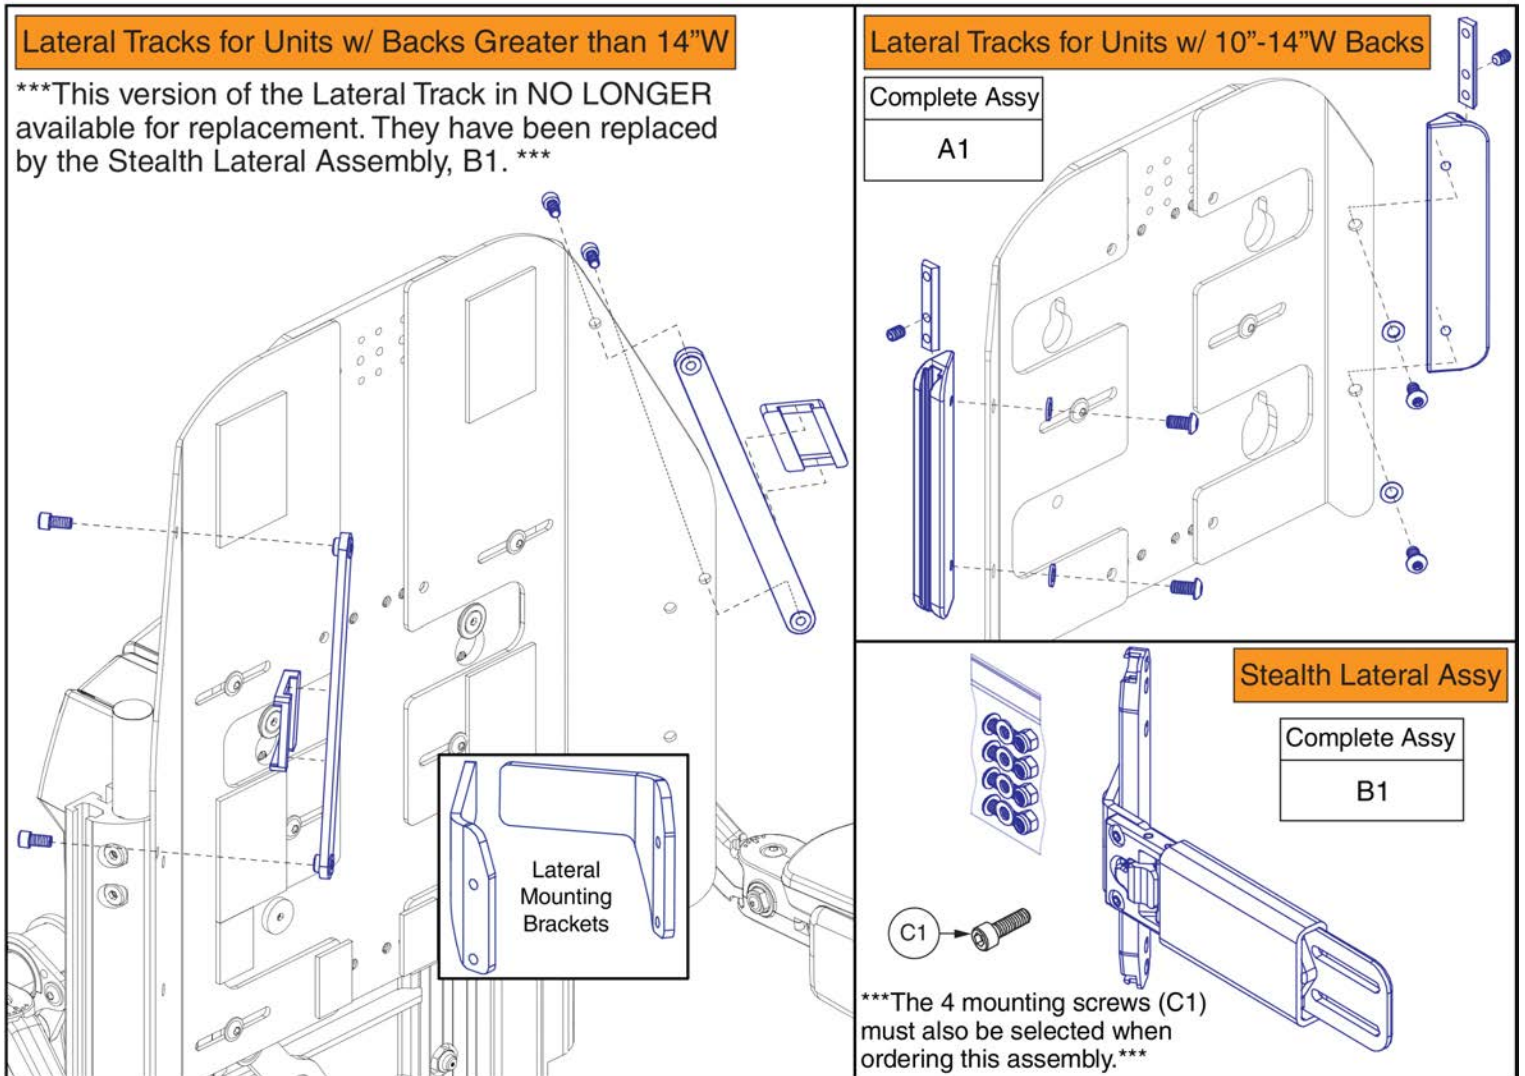 Lateral Tracks for Units w/ Backs Greater than 14”W
***This version of the Lateral Track in NO LONGER
available for replacement. They have been replaced
by the Stealth Lateral Assembly, B1. ***
Lateral
Mounting
Brackets
Lateral Tracks for Units w/ 10”-14”W Backs
Complete Assy
A1
Stealth Lateral Assy
Complete Assy
B1
C1
***The 4 mounting screws (C1)
must also be selected when
ordering this assembly.***